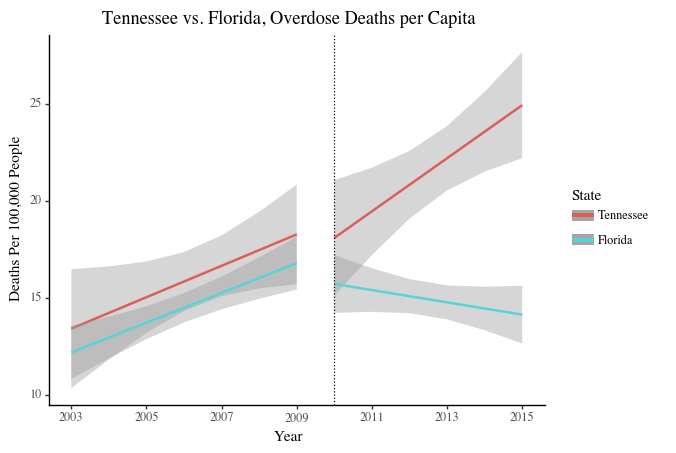 Tennessee vs. Florida, Overdose Deaths per Capita
Deaths Per 100,000 People
25
20
15
10
2003
2005
2007
2009
2011
2013
2015
Year
State
Tennessee
Florida